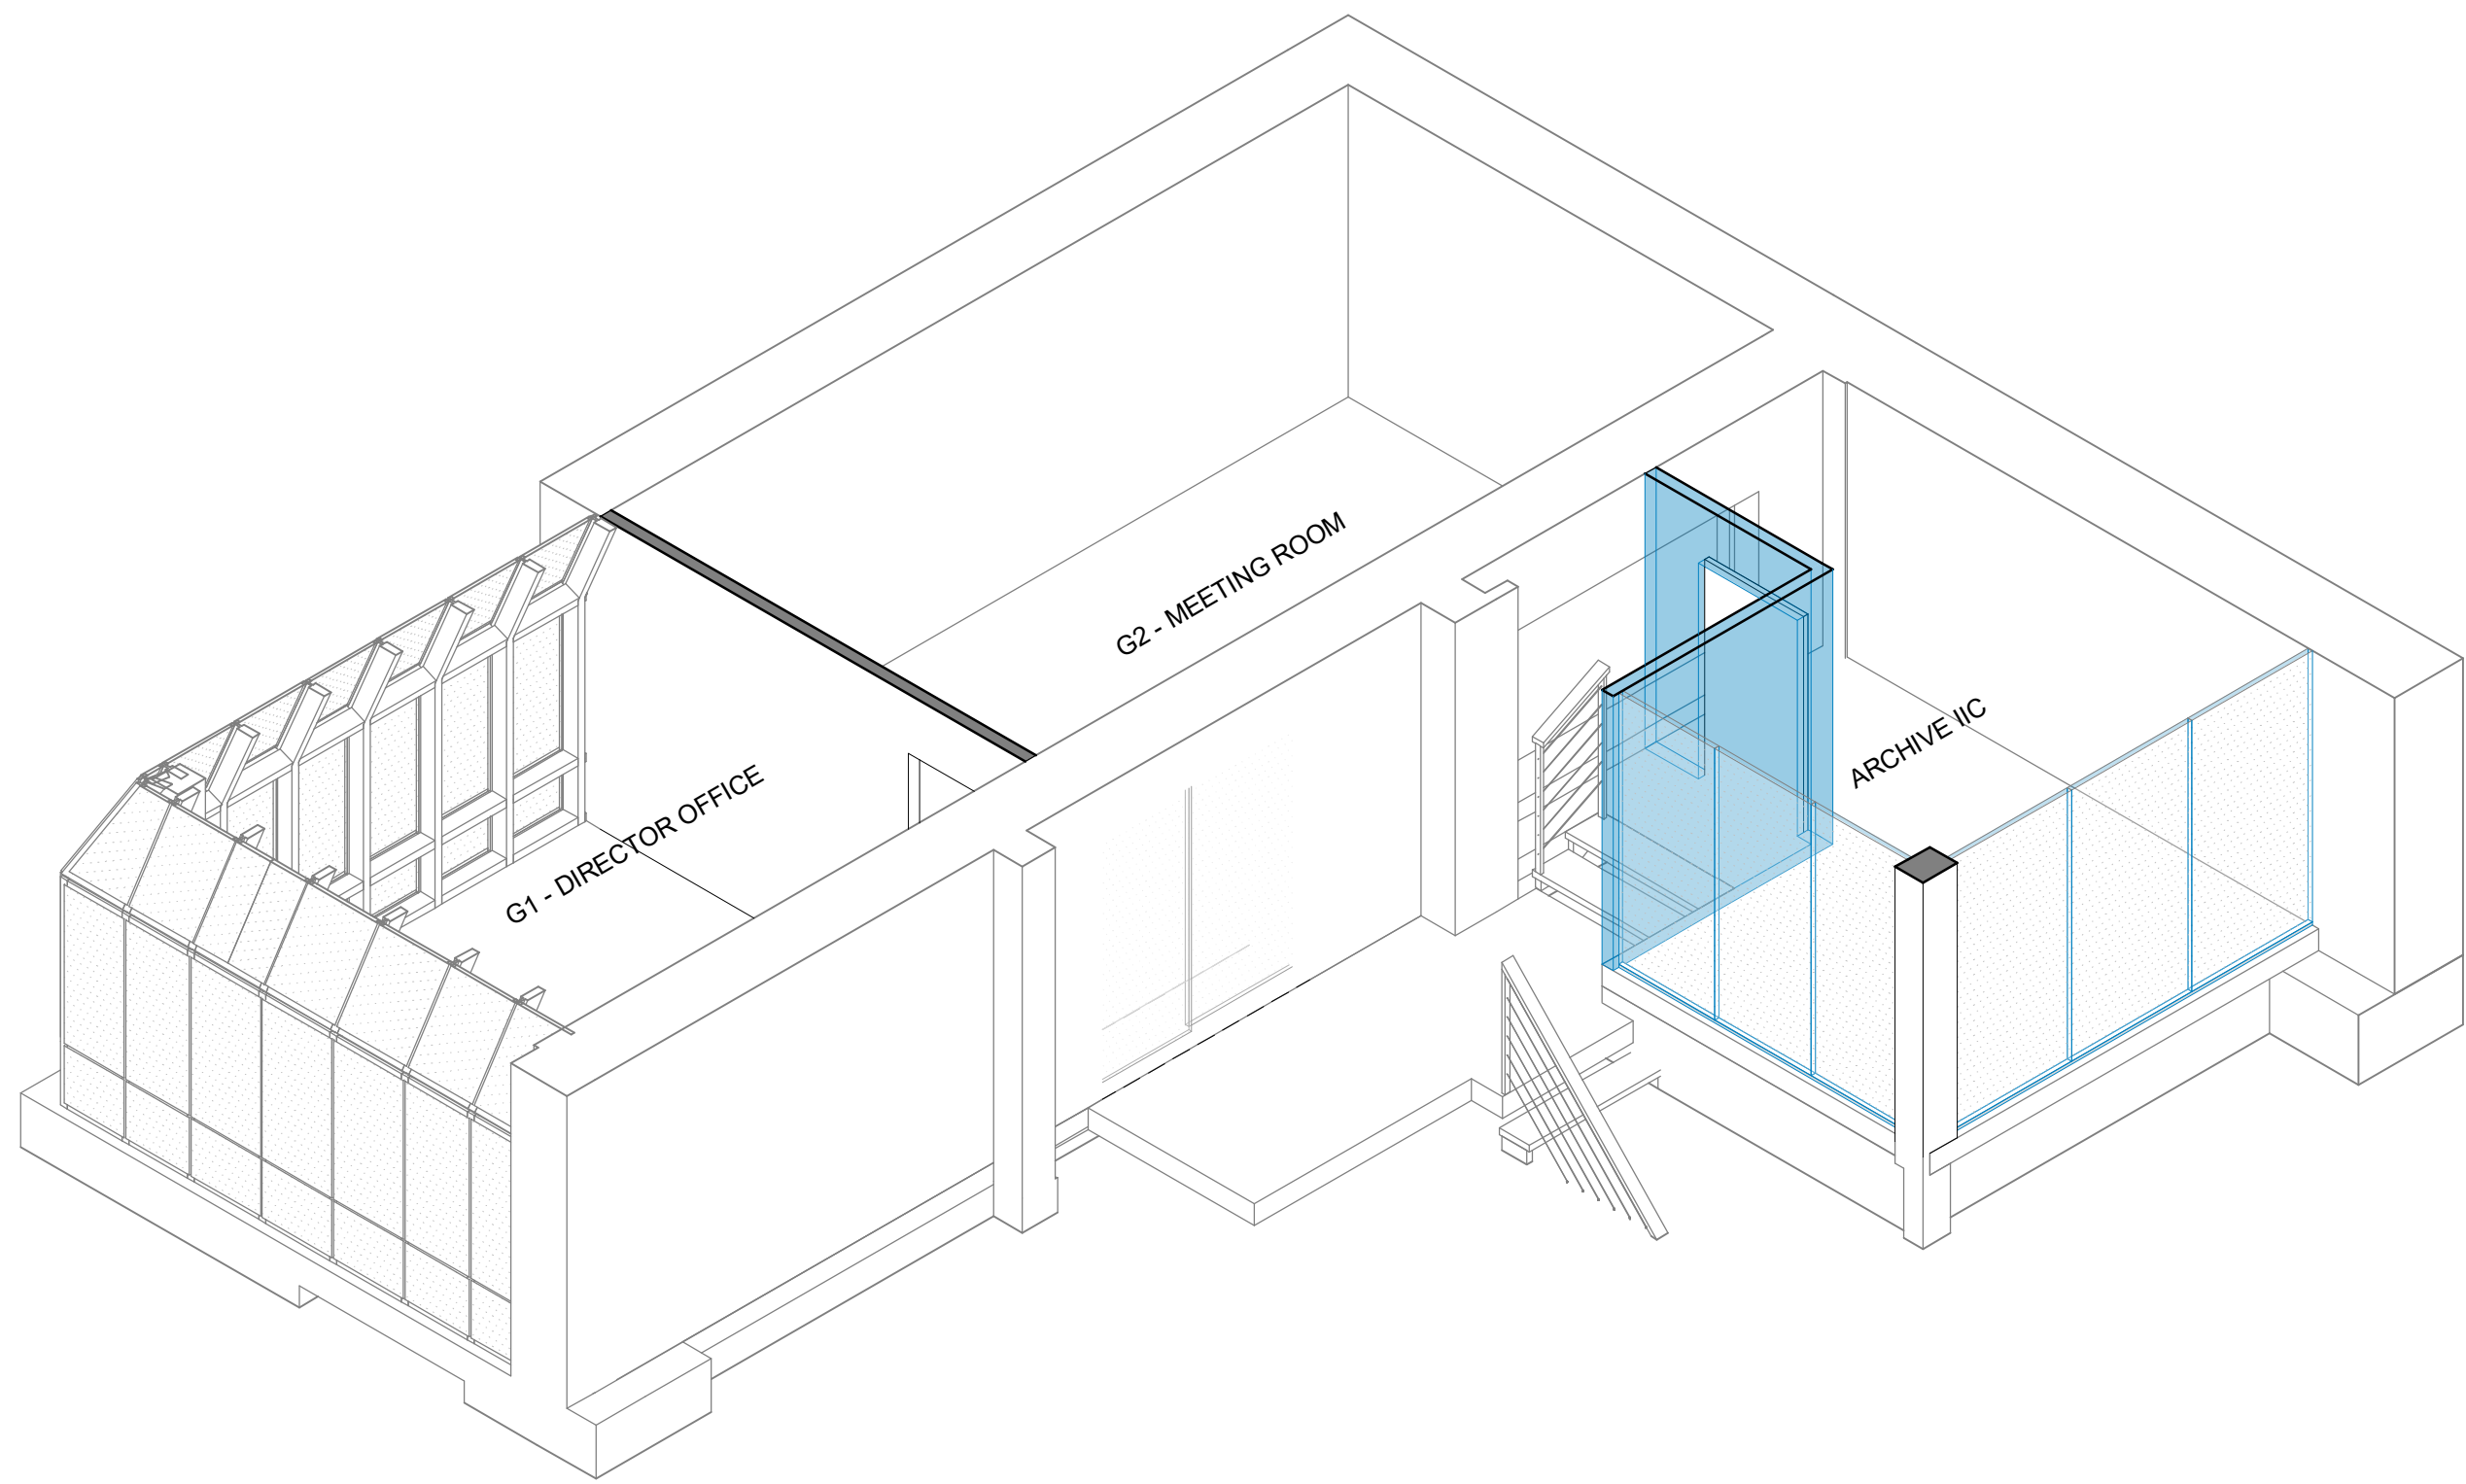 G1 - DIRECTOR OFFICE
G2 - MEETING ROOM
ARCHIVE IIC